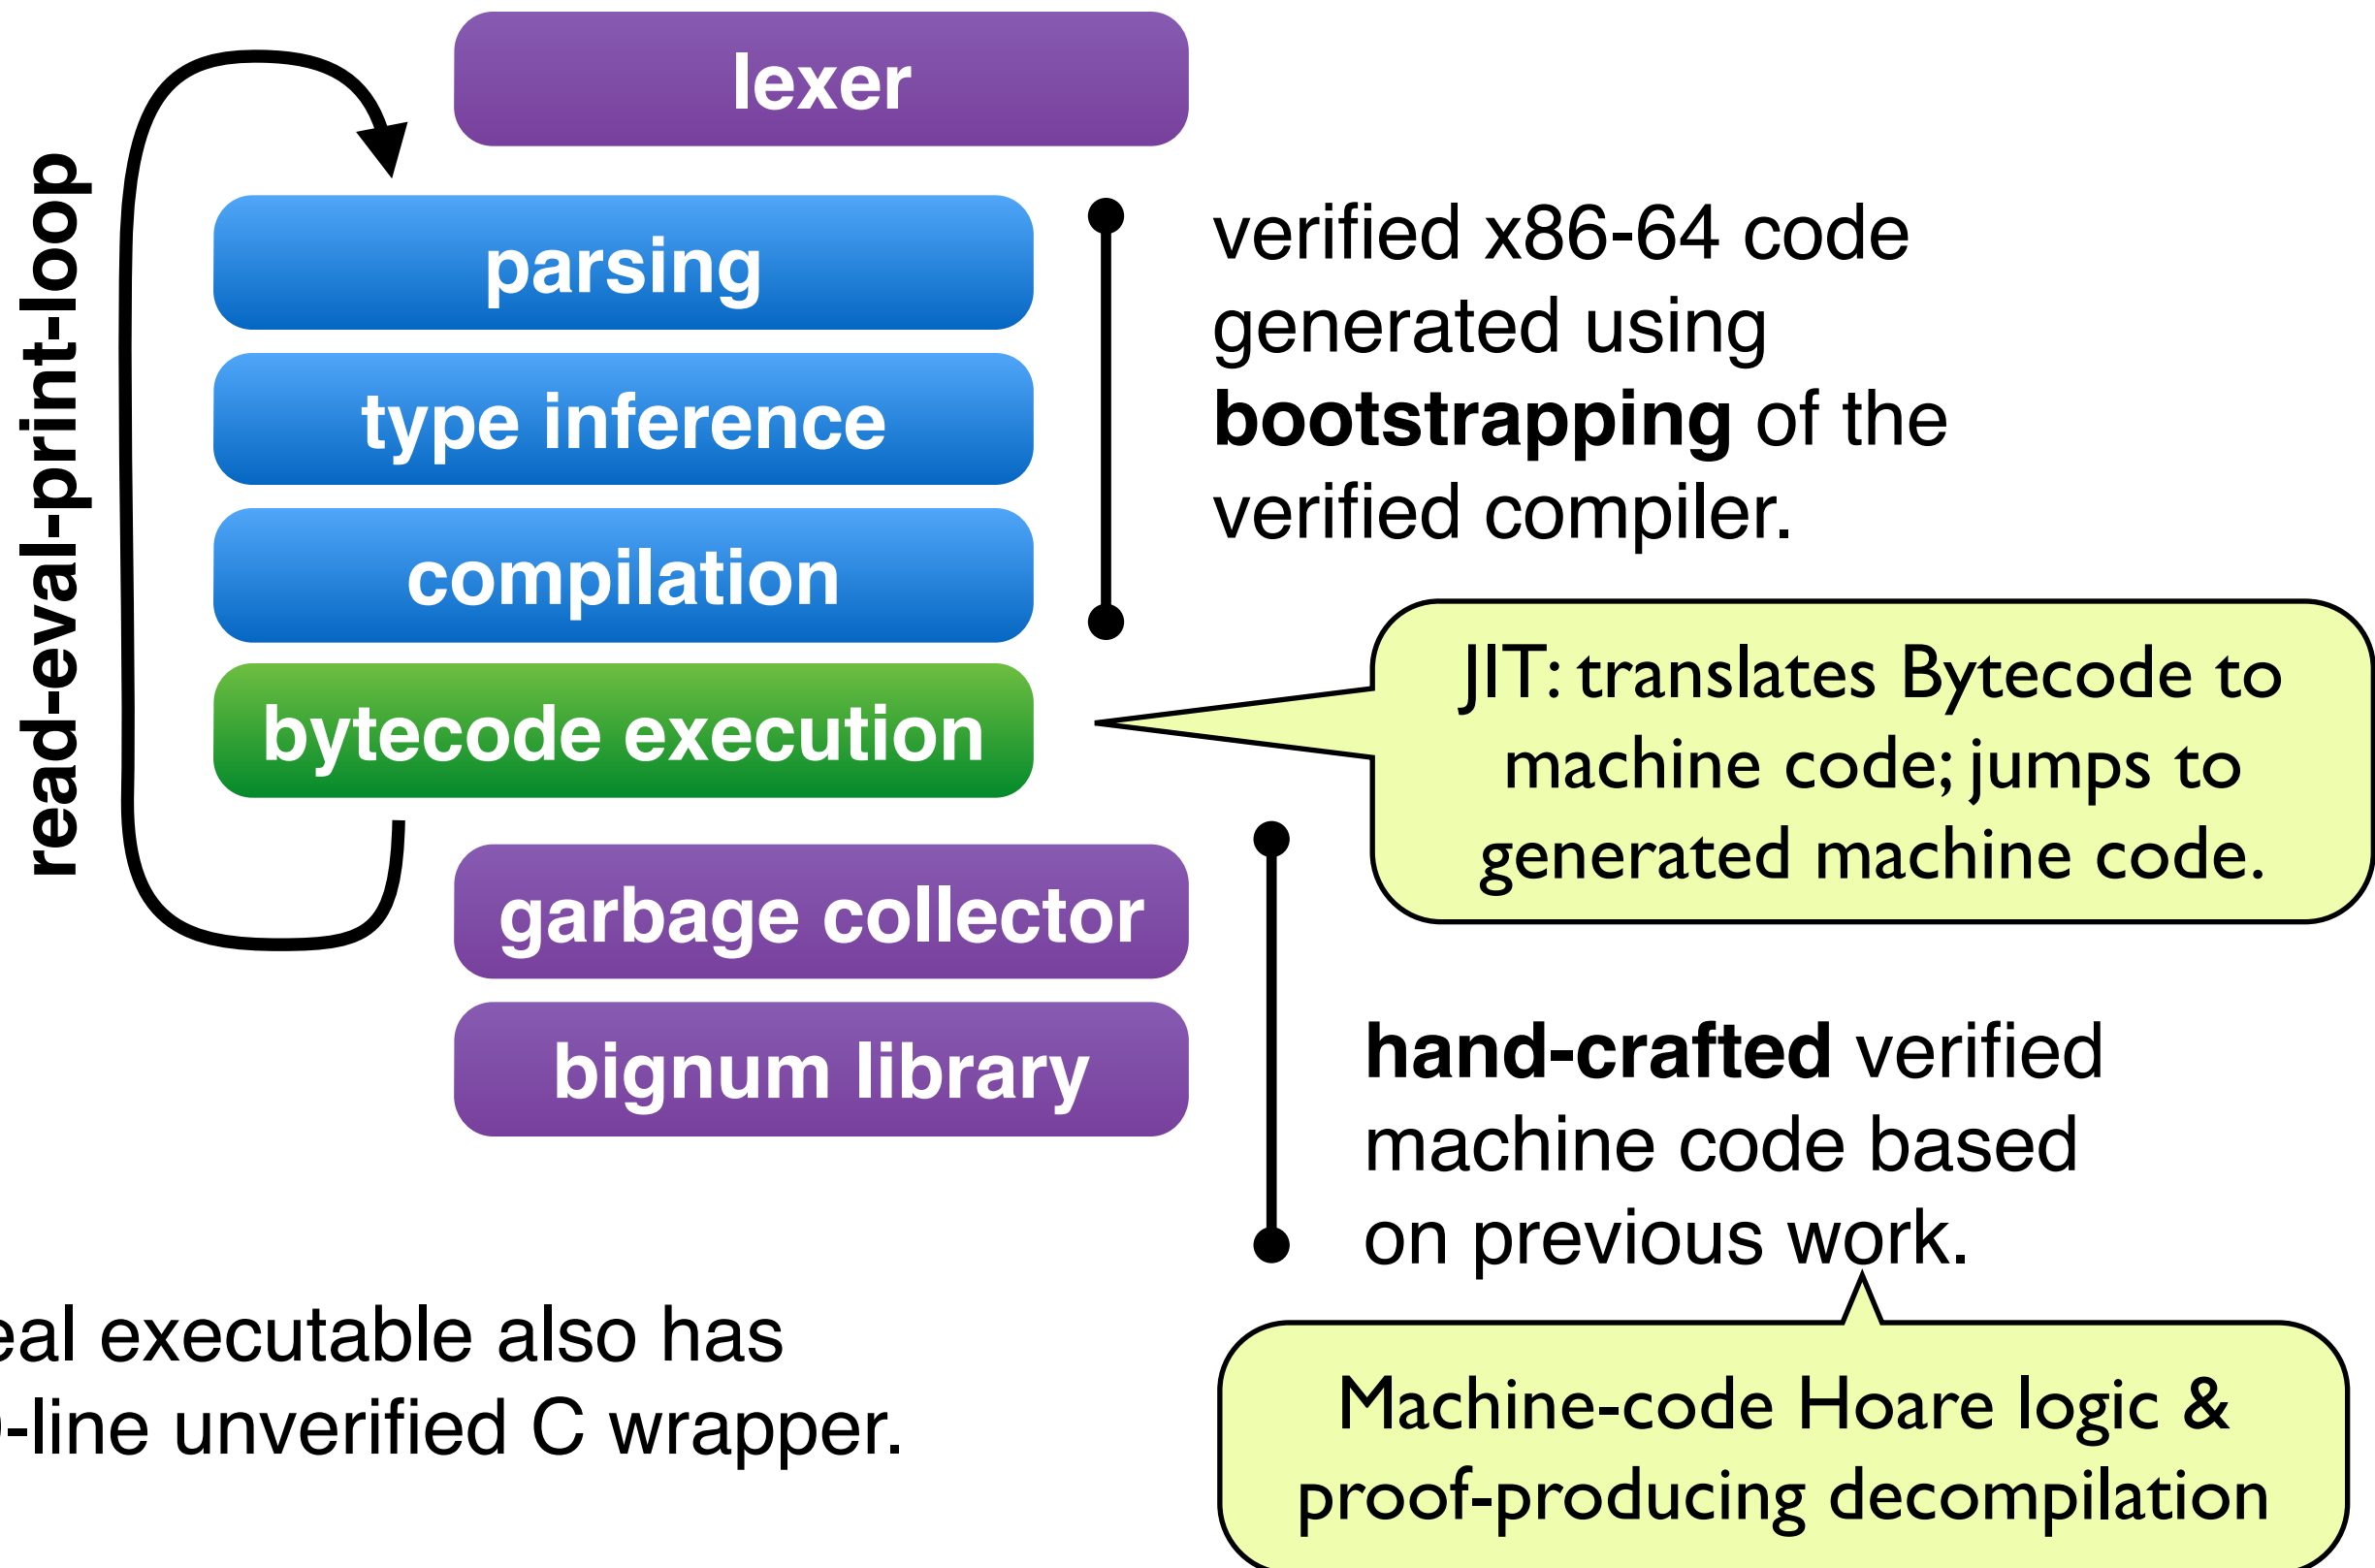 lexer
read-eval-print-loop
parsing
type inference
compilation
bytecode execution
verified x86-64 code
generated using
bootstrapping of the
verified compiler.
JIT: translates Bytecode to
machine code; jumps to
generated machine code.
garbage collector
bignum library
hand-crafted verified
machine code based
on previous work.
executable also has
-line unverified C wrapper.
Machine-code Hoare logic &
proof-producing decompilation